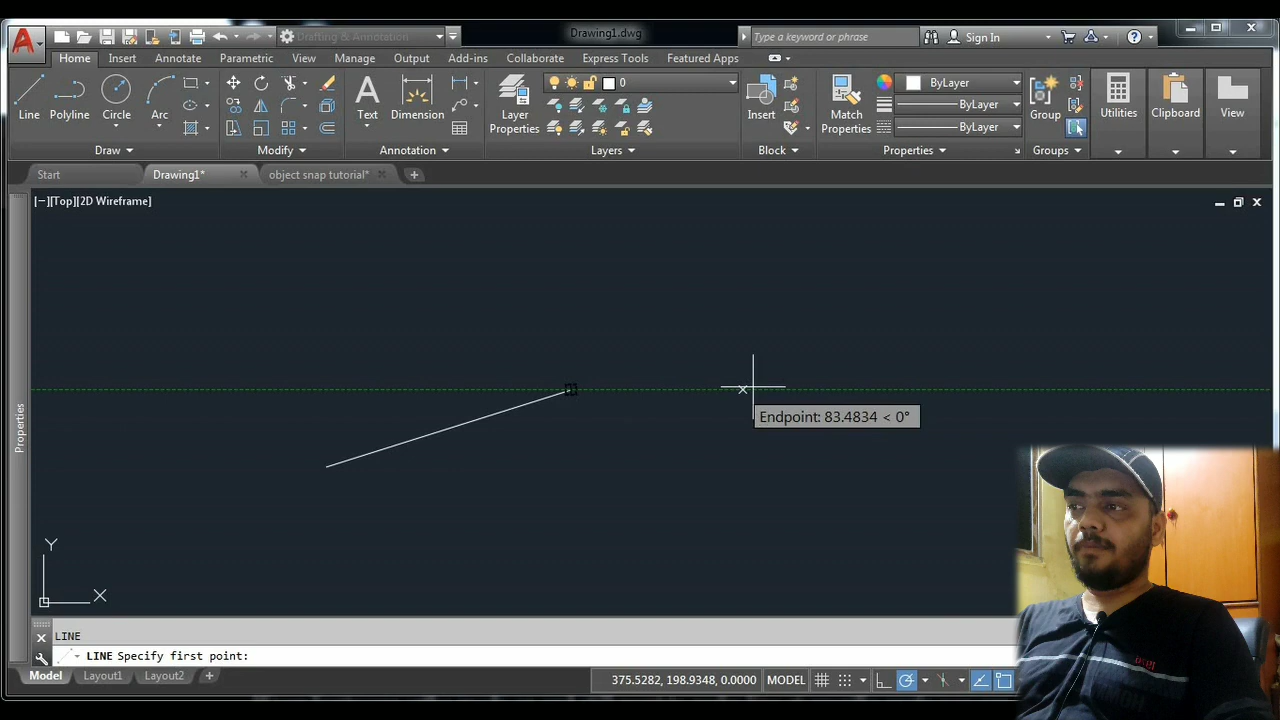 Drafting & Annotation
Drawing1.dwg
Type a keyword or phrase
Sign In
Home Insert Annotate Parametric View Manage Output Add-ins Collaborate Express Tools Featured Apps
Line Polyline Circle Arc
Text Dimension
Layer Properties
0
Insert
Match Properties
ByLayer
ByLayer
ByLayer
Group
Utilities
Clipboard
View
Draw Modify Annotation Layers Block Properties Groups
Start Drawing1* object snap tutorial*
[−][Top][2D Wireframe]
Properties
Endpoint: 83.4834 < 0°
Y
X
LINE
LINE Specify first point:
Model Layout1 Layout2
375.5282, 198.9348, 0.0000 MODEL